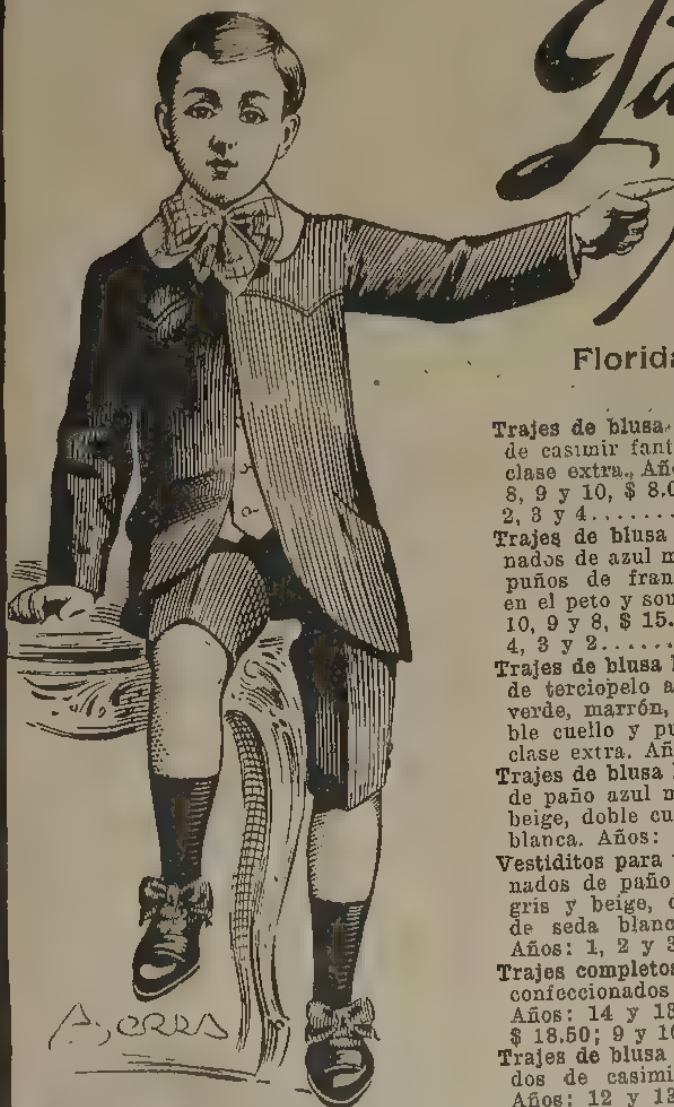 Florida
Trajes de blusa
de casimir fant
clase extra. Añ
8, 9 y 10, $ 8.0
2, 3 y 4.......
Trajes de blusa
nados de azul m
puños de fran
en el peto y sou
10, 9 y 8, $ 15.
4, 3 y 2......
Trajes de blusa
de terciopelo a
verde, marrón,
ble cuello y pu
clase extra. Añ
Trajes de blusa
de paño azul m
beige, doble cu
blanca. Años:
Vestiditos para
nados de paño
gris y beige, d
de seda blanc
Años: 1, 2 y 3
Trajes completos
confeccionados
Años: 14 y 13
$ 18.50; 9 y 10
Trajes de blusa
dos de casimi
Años: 12 y 13